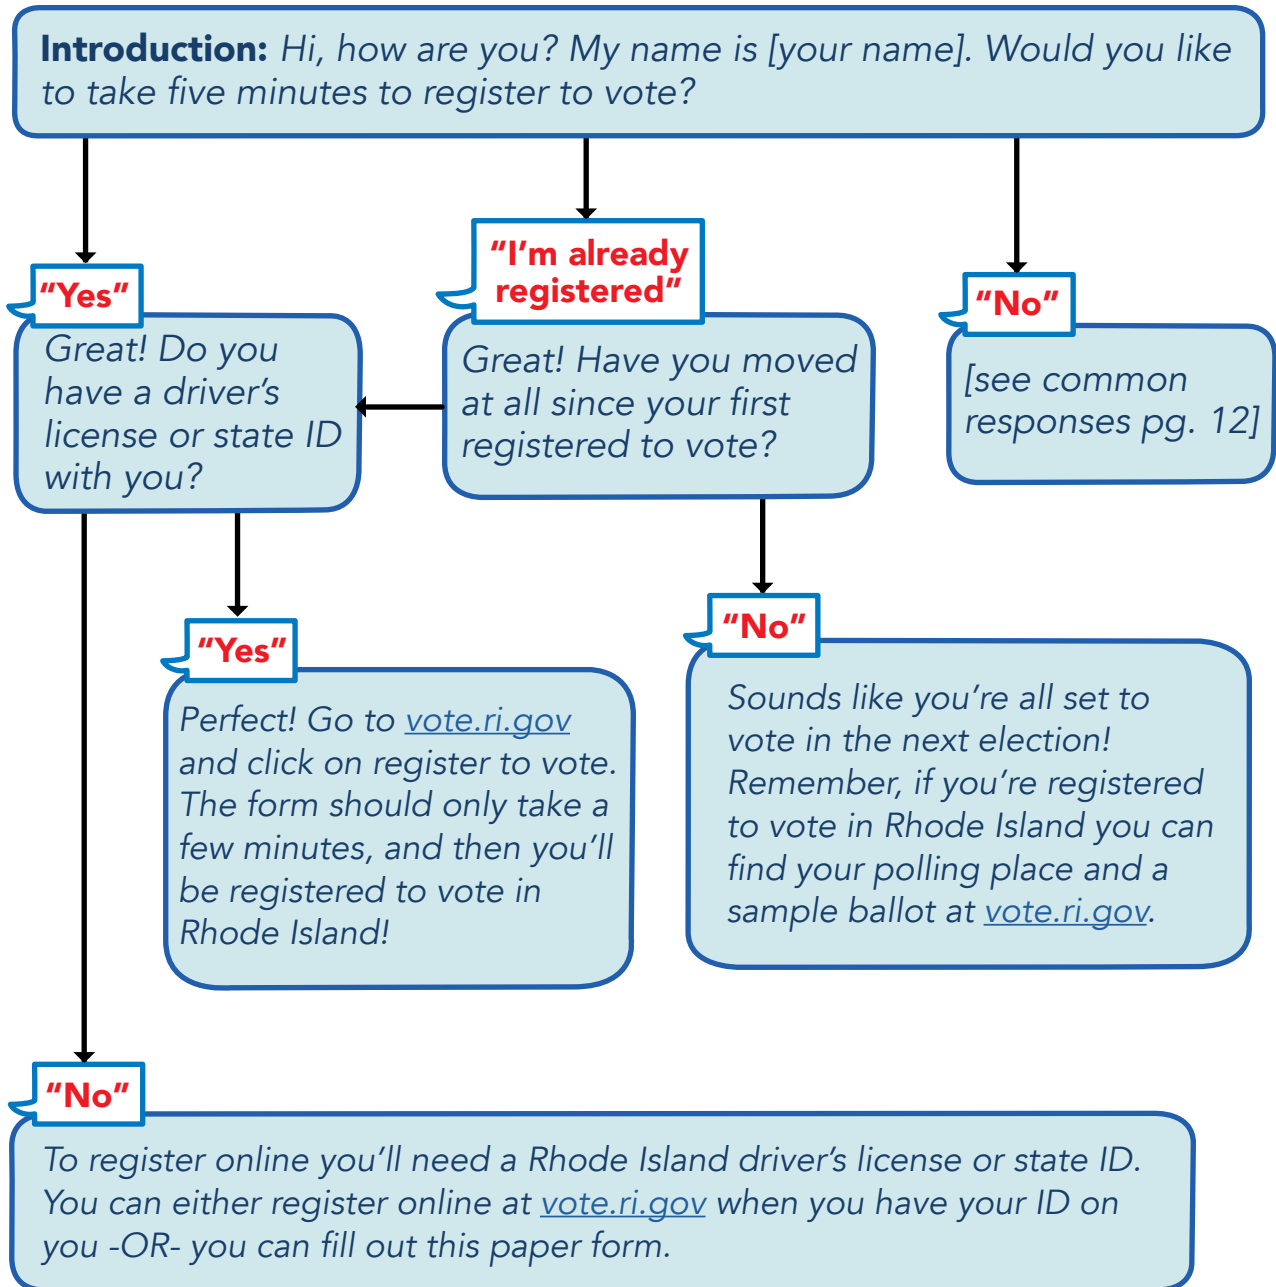 Introduction: Hi, how are you? My name is [your name]. Would you like
to take five minutes to register to vote?
"Yes"
Great! Do you
have a driver's
license or state ID
with you?
"I'm already
registered"
Great! Have you moved
at all since your first
registered to vote?
"No"
[see common
responses pg. 12]
"Yes"
Perfect! Go to vote.ri.gov
and click on register to vote.
The form should only take a
few minutes, and then you'll
be registered to vote in
Rhode Island!
"No"
Sounds like you're all set to
vote in the next election!
Remember, if you're registered
to vote in Rhode Island you can
find your polling place and a
sample ballot at vote.ri.gov.
"No"
To register online you'll need a Rhode Island driver's license or state ID.
You can either register online at vote.ri.gov when you have your ID on
you -OR- you can fill out this paper form.